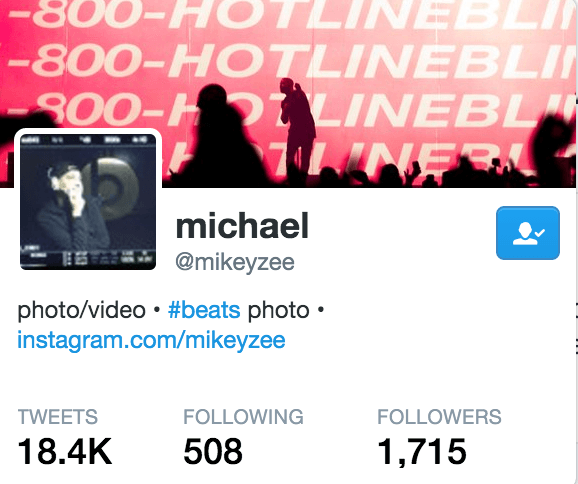 -800-HOTLINEBLI
-800-HOTLINEBLI
-800-HOTLINEBLI
michael
@mikeyzee
photo/video • #beats photo •
instagram.com/mikeyzee
TWEETS FOLLOWING FOLLOWERS
18.4K 508 1,715